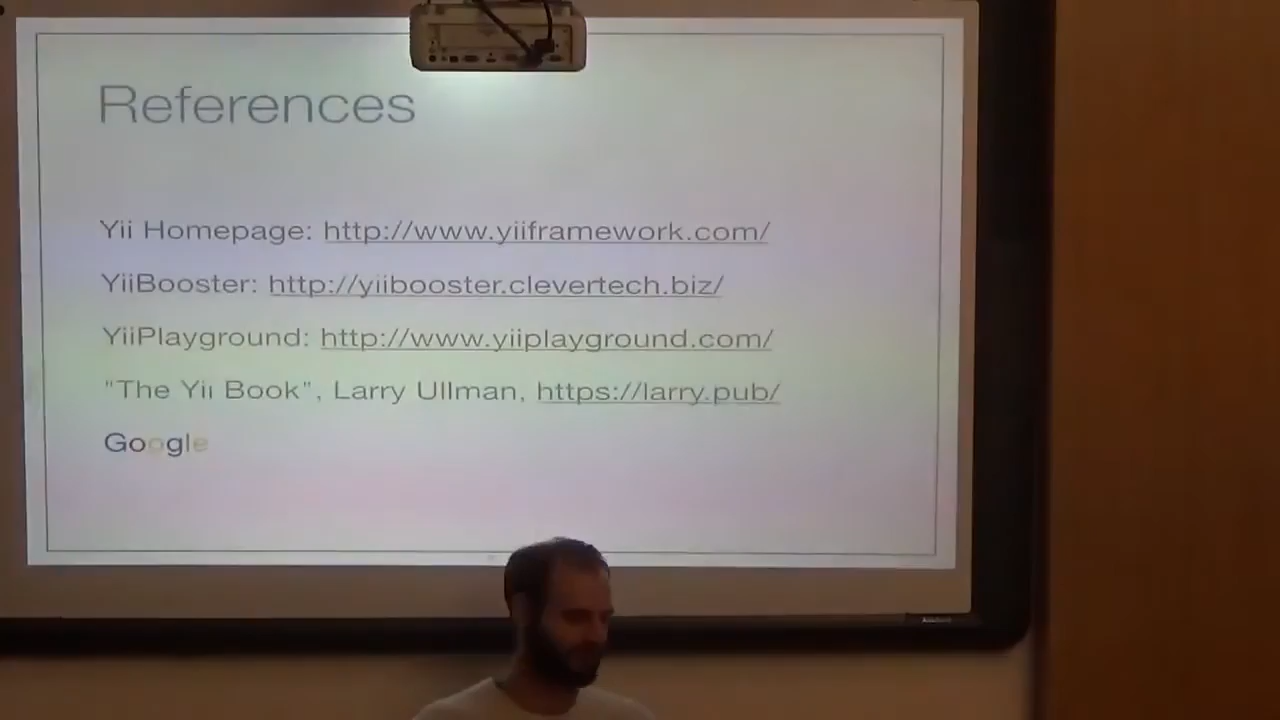 References
Yii Homepage: http://www.yiiframework.com/
YiiBooster: http://yiibooster.clevertech.biz/
YiiPlayground: http://www.yiiplayground.com/
"The Yii Book", Larry Ullman, https://larry.pub/
Google